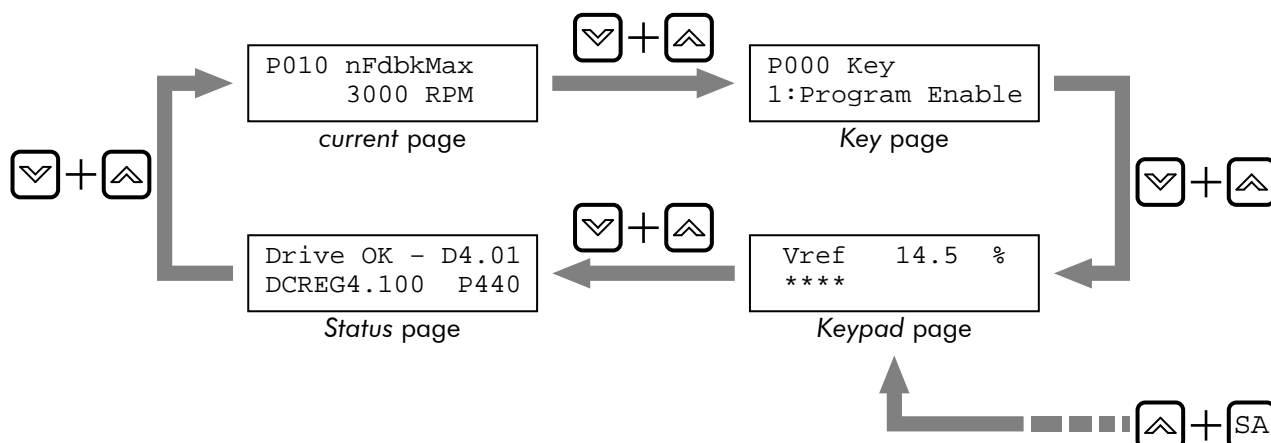 P010 nFdbkMax
3000 RPM
current page
+
P000 Key
1:Program Enable
Key page
+
+
Drive OK – D4.01
DCREG4.100 P440
Status page
+
Vref 14.5 %
****
Keypad page
+
+ SA